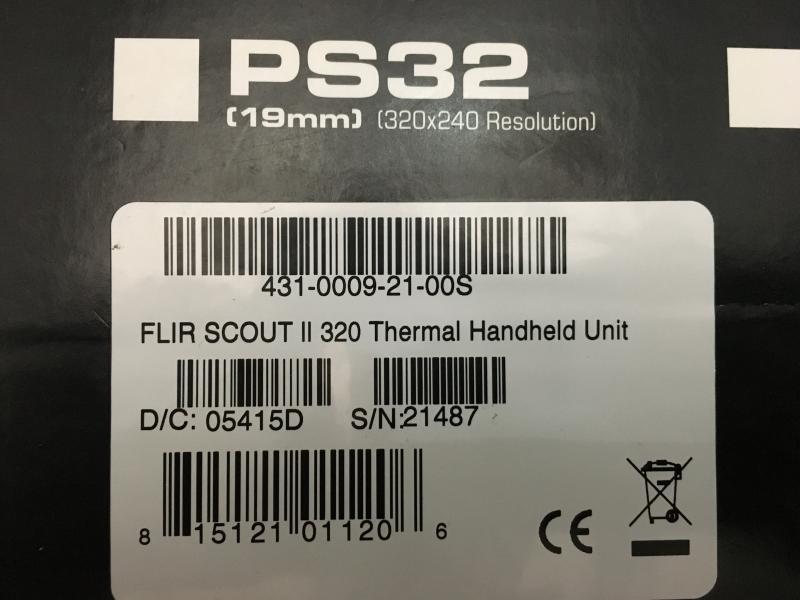 PS32
(19mm) (320x240 Resolution)
431-0009-21-00S
FLIR SCOUT II 320 Thermal Handheld Unit
D/C: 05415D S/N:21487
8 15121 01120 6
CE